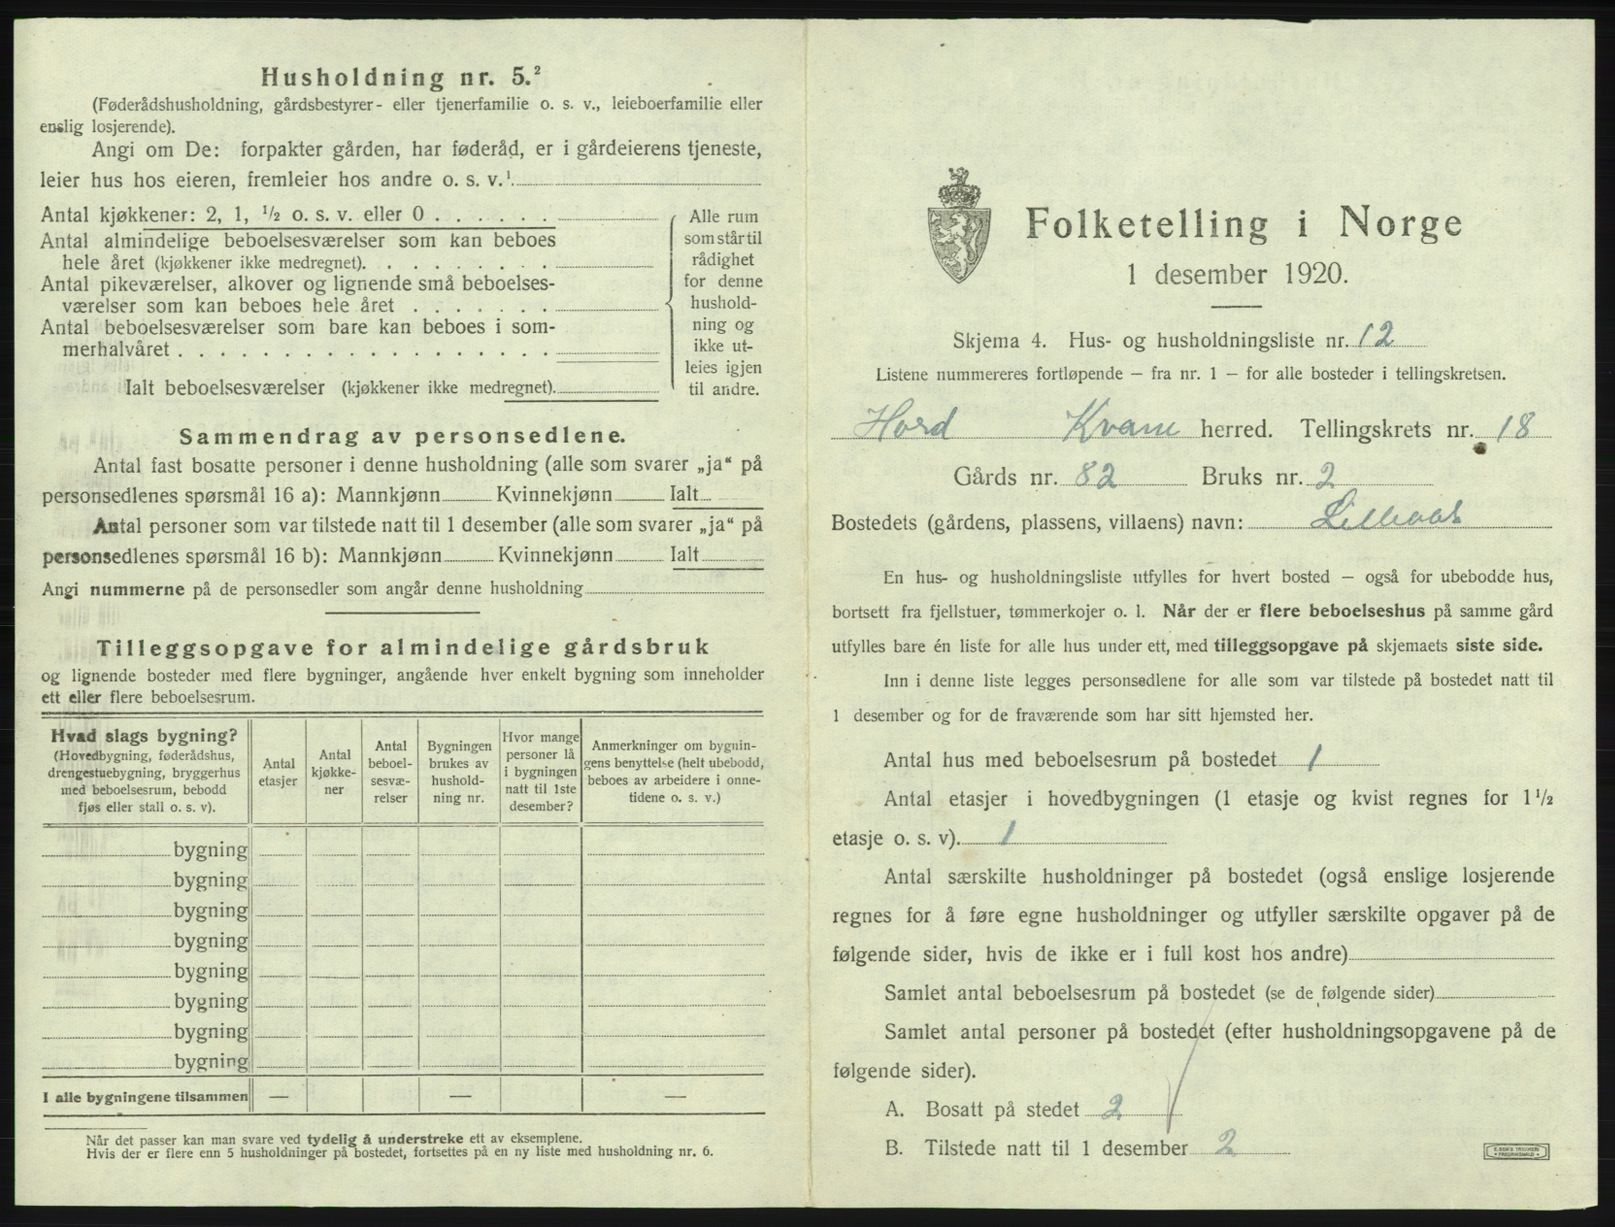 Husholdning nr. 5.²
(Føderådshusholdning, gårdsbestyrer- eller tjenerfamilie o. s. v., leieboerfamilie eller
enslig losjerende).
Angi om De: forpakter gården, har føderåd, er i gårdeierens tjeneste,
leier hus hos eieren, fremleier hos andre o. s. v.¹
Antal kjøkkener: 2, 1, ½ o. s. v. eller 0
Antal almindelige beboelsesværelser som kan beboes
hele året (kjøkkener ikke medregnet).
Antal pikeværelser, alkover og lignende små beboelses-
værelser som kan beboes hele året
Antal beboelsesværelser som bare kan beboes i som-
merhalvåret
Ialt beboelsesværelser (kjøkkener ikke medregnet).
Alle rum
som står til
rådighet
for denne
hushold-
ning og
ikke ut-
leies igjen
til andre.
Sammendrag av personsedlene.
Antal fast bosatte personer i denne husholdning (alle som svarer „ja“ på
personsedlenes spørsmål 16 a): Mannkjønn Kvinnekjønn Ialt
Antal personer som var tilstede natt til 1 desember (alle som svarer „ja“ på
personsedlenes spørsmål 16 b): Mannkjønn Kvinnekjønn Ialt
Angi nummerne på de personsedler som angår denne husholdning
Tilleggsopgave for almindelige gårdsbruk
og lignende bosteder med flere bygninger, angående hver enkelt bygning som inneholder
ett eller flere beboelsesrum.
Hvad slags bygning?
(Hovedbygning, føderådshus,
drengestuebygning, bryggerhus
med beboelsesrum, bebodd
fjøs eller stall o. s. v).
Antal
etasjer
Antal
kjøkke-
ner
Antal
beboel-
sesvæ-
relser
Bygningen
brukes av
hushold-
ning nr.
Hvor mange
personer lå
i bygningen
natt til 1ste
desember?
Anmerkninger om bygnin-
gens benyttelse (helt ubebodd,
beboes av arbeidere i onne-
tidene o. s. v.)
bygning
bygning
bygning
bygning
bygning
bygning
bygning
bygning
I alle bygningene tilsammen — — —
Når det passer kan man svare ved tydelig å understreke ett av eksemplene.
Hvis der er flere enn 5 husholdninger på bostedet, fortsettes på en ny liste med husholdning nr. 6.
Folketelling i Norge
1 desember 1920.
Skjema 4. Hus- og husholdningsliste nr. 12
Listene nummereres fortløpende — fra nr. 1 — for alle bosteder i tellingskretsen.
Hord Kvam herred. Tellingskrets nr. 18
Gårds nr. 82 Bruks nr. 2
Bostedets (gårdens, plassens, villaens) navn:
En hus- og husholdningsliste utfylles for hvert bosted — også for ubebodde hus,
bortsett fra fjellstuer, tømmerkojer o. l. Når der er flere beboelseshus på samme gård
utfylles bare én liste for alle hus under ett, med tilleggsopgave på skjemaets siste side.
Inn i denne liste legges personsedlene for alle som var tilstede på bostedet natt til
1 desember og for de fraværende som har sitt hjemsted her.
Antal hus med beboelsesrum på bostedet 1
Antal etasjer i hovedbygningen (1 etasje og kvist regnes for 1½
etasje o. s. v). 1
Antal særskilte husholdninger på bostedet (også enslige losjerende
regnes for å føre egne husholdninger og utfyller særskilte opgaver på de
følgende sider, hvis de ikke er i full kost hos andre)
Samlet antal beboelsesrum på bostedet (se de følgende sider)
Samlet antal personer på bostedet (efter husholdningsopgavene på de
følgende sider).
A. Bosatt på stedet 2
B. Tilstede natt til 1 desember 2